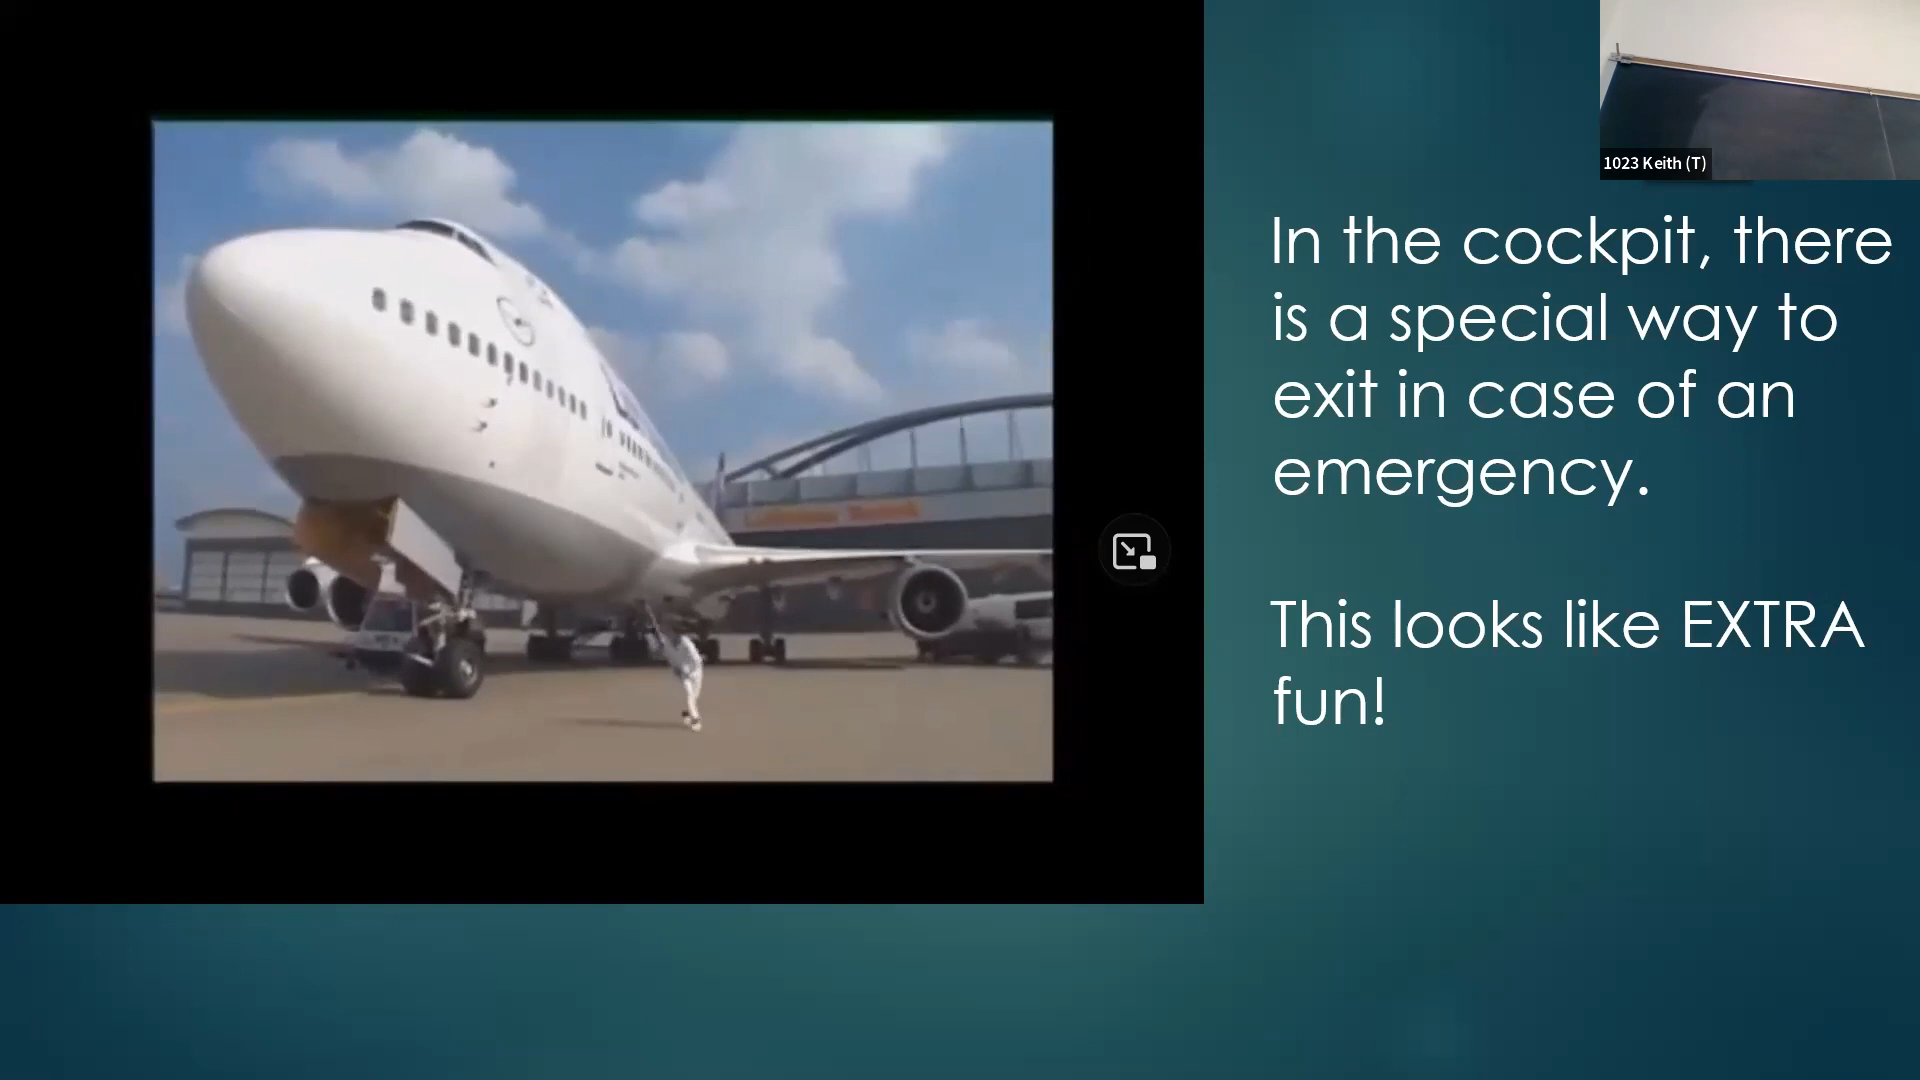 1023 Keith (T)
In the cockpit, there
is a special way to
exit in case of an
emergency.
This looks like EXTRA
fun!